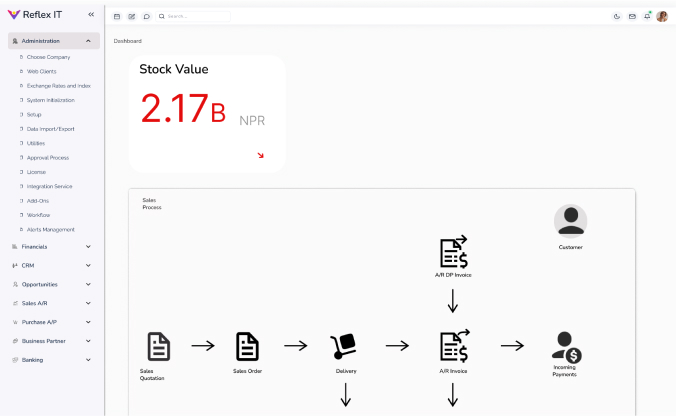 Reflex IT
Search...
Administration
Choose Company
Web Clients
Exchange Rates and Index
System Initialization
Setup
Data Import/Export
Utilities
Approval Process
License
Integration Service
Add-Ons
Workflow
Alerts Management
Financials
CRM
Opportunities
Sales A/R
Purchase A/P
Business Partner
Banking
Dashboard
Stock Value
2.17B NPR
Sales
Process
Customer
A/R DP Invoice
Sales
Quotation
Sales Order
Delivery
A/R Invoice
Incoming
Payments